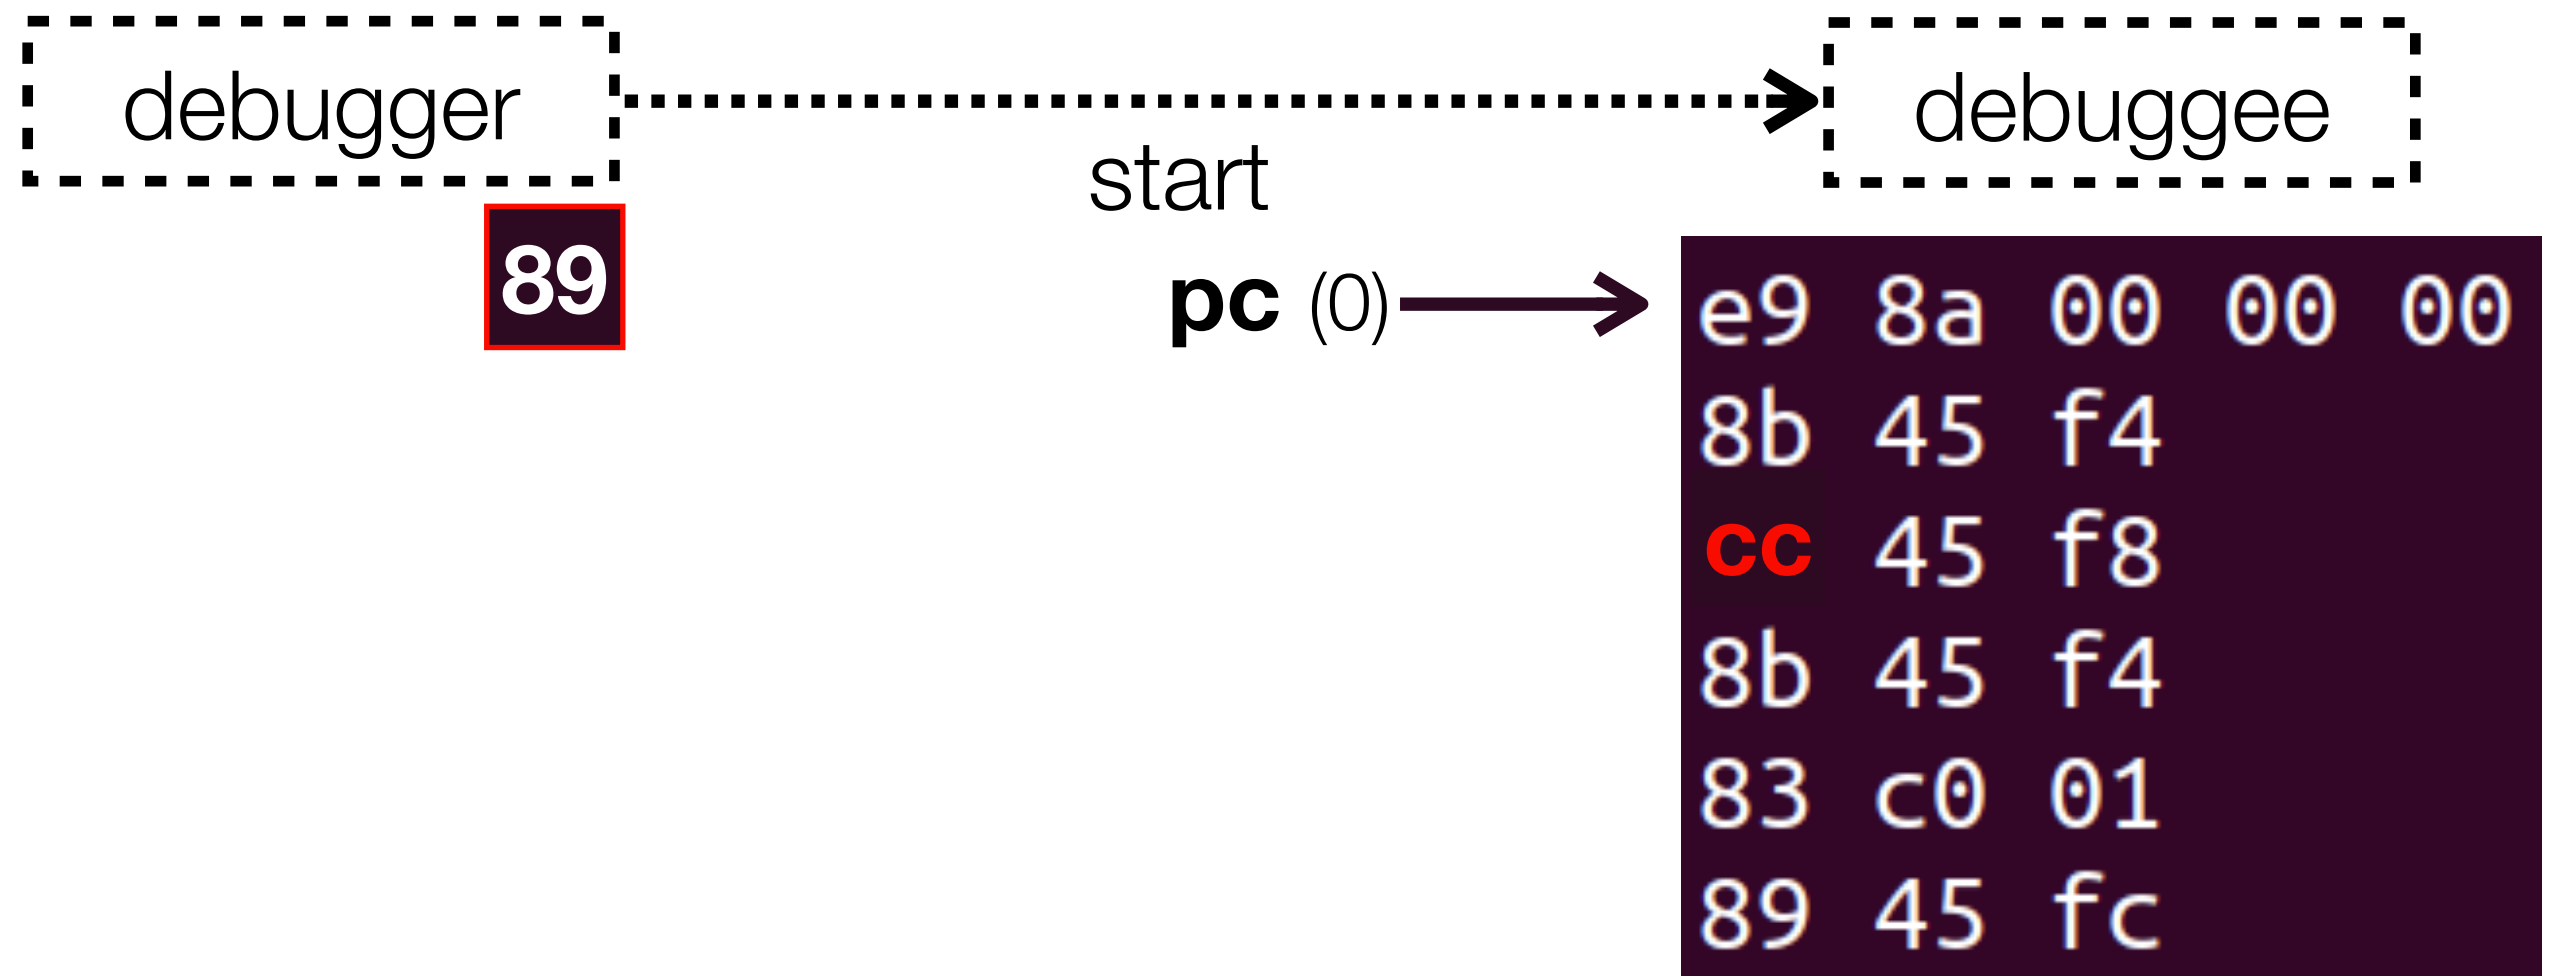 debugger
debuggee
start
89
pc (0)
e9 8a 00 00 00
8b 45 f4
cc 45 f8
8b 45 f4
83 c0 01
89 45 fc